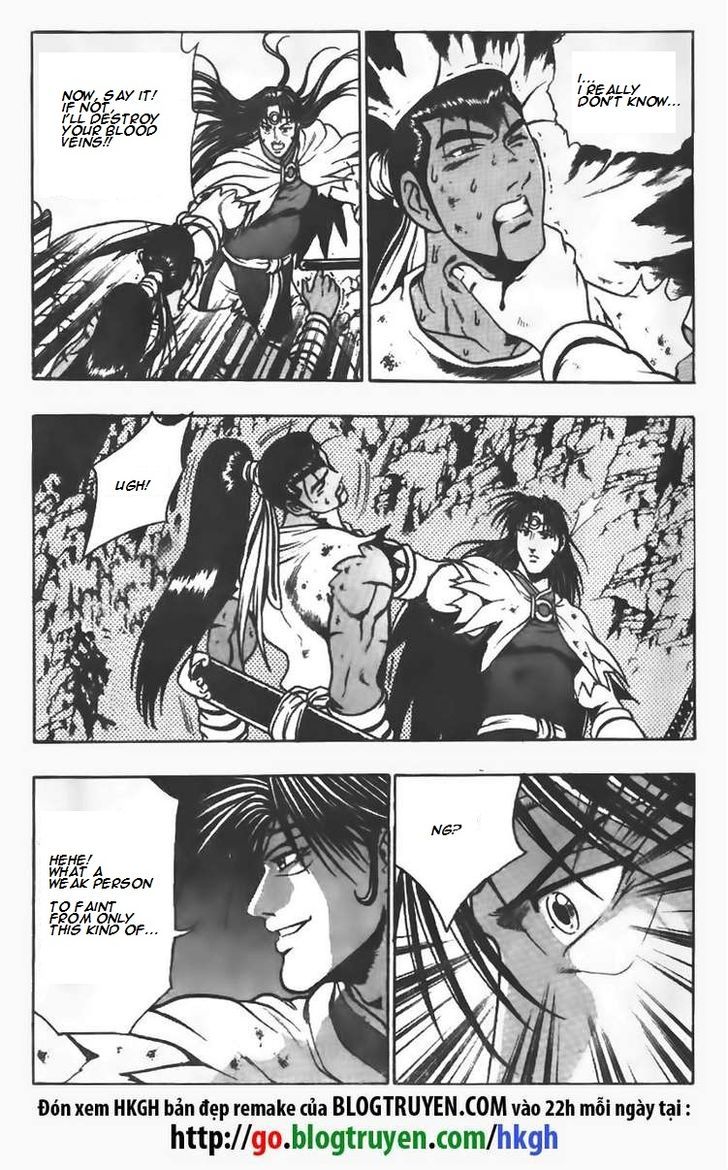 NOW, SAY IT!
IF NOT,
I'LL DESTROY
YOUR BLOOD
VEINS!!
I...
I REALLY
DON'T KNOW...
UGH!
HEHE!
WHAT A
WEAK PERSON
TO FAINT
FROM ONLY
THIS KIND OF...
NG?
Đón xem HKGH bản đẹp remake của BLOGTRUYEN.COM vào 22h mỗi ngày tại :
http://go.blogtruyen.com/hkgh